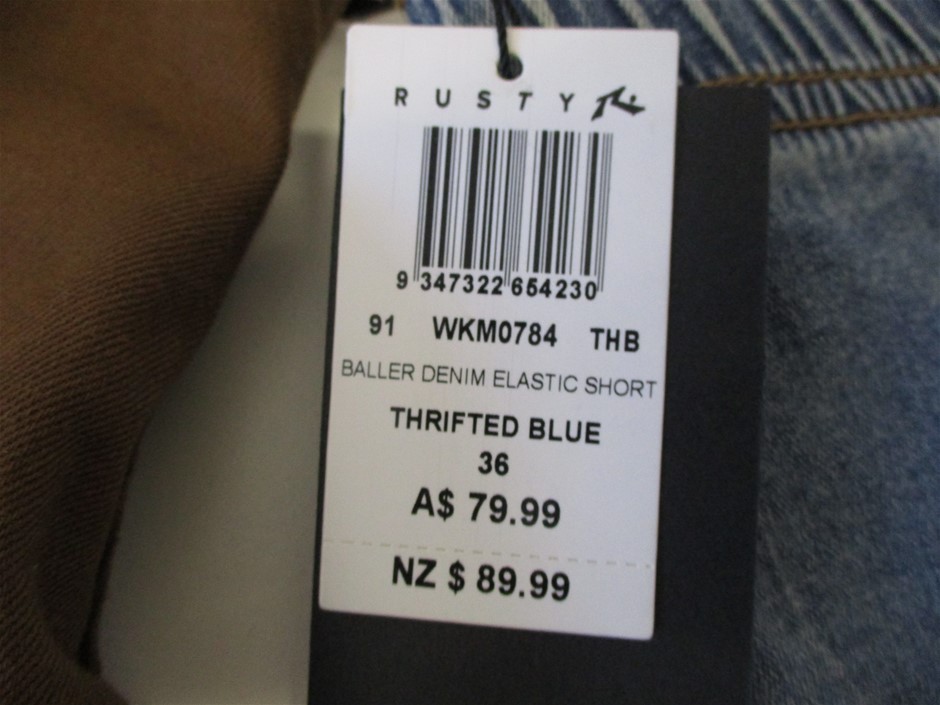 RUSTY
9 347322 654230
91 WKM0784 THB
BALLER DENIM ELASTIC SHORT
THRIFTED BLUE
36
A$ 79.99
NZ $ 89.99